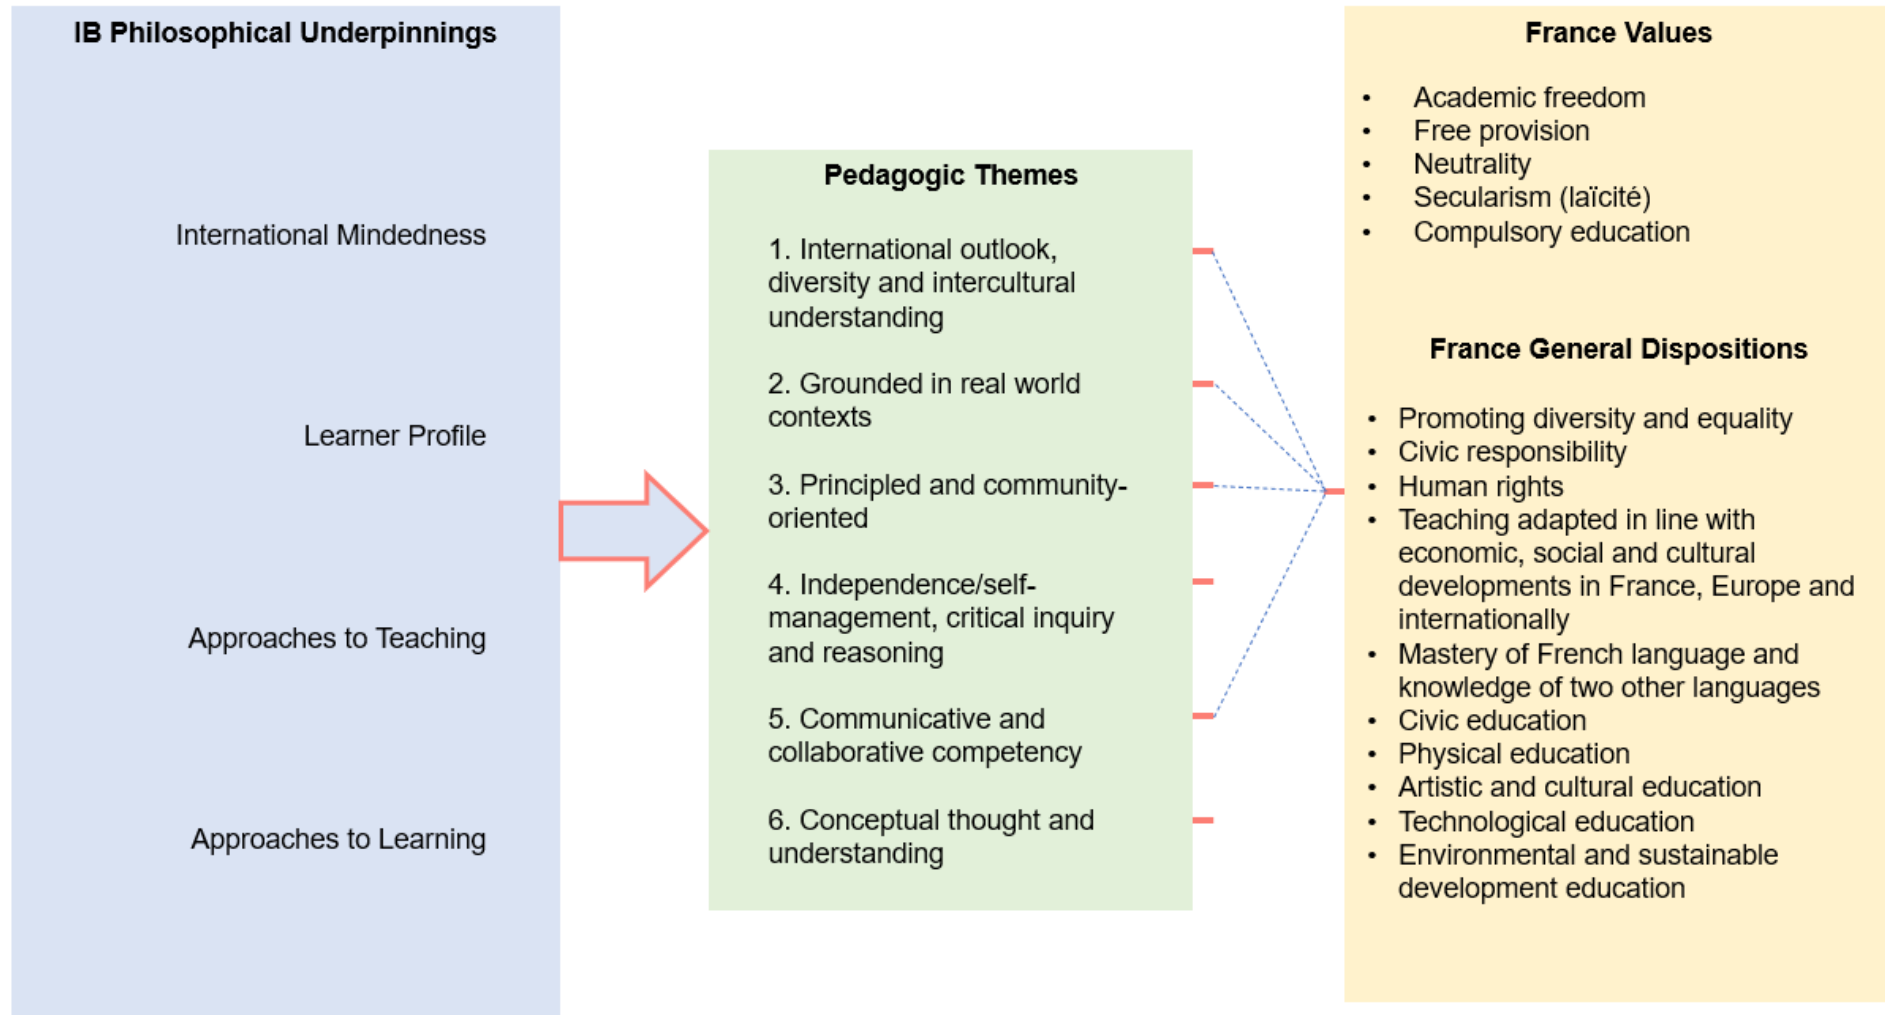 IB Philosophical Underpinnings
International Mindedness
Learner Profile
Approaches to Teaching
Approaches to Learning
Pedagogic Themes
1. International outlook,
diversity and intercultural
understanding
2. Grounded in real world
contexts
3. Principled and community-
oriented
4. Independence/self-
management, critical inquiry
and reasoning
5. Communicative and
collaborative competency
6. Conceptual thought and
understanding
France Values
• Academic freedom
• Free provision
• Neutrality
• Secularism (laïcité)
• Compulsory education
France General Dispositions
• Promoting diversity and equality
• Civic responsibility
• Human rights
• Teaching adapted in line with
economic, social and cultural
developments in France, Europe and
internationally
• Mastery of French language and
knowledge of two other languages
• Civic education
• Physical education
• Artistic and cultural education
• Technological education
• Environmental and sustainable
development education